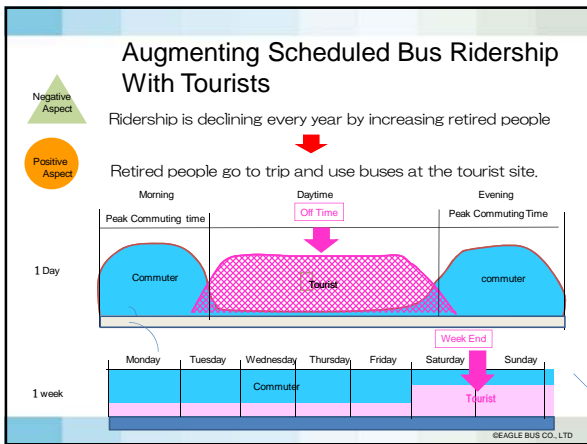 Augmenting Scheduled Bus Ridership
With Tourists
Negative
Aspect
Ridership is declining every year by increasing retired people
Positive
Aspect
Retired people go to trip and use buses at the tourist site.
Morning
Daytime
Evening
Peak Commuting time
Off Time
Peak Commuting Time
1 Day
Commuter
Tourist
commuter
Week End
Monday
Tuesday
Wednesday
Thursday
Friday
Saturday
Sunday
1 week
Commuter
Tourist
©EAGLE BUS CO., LTD